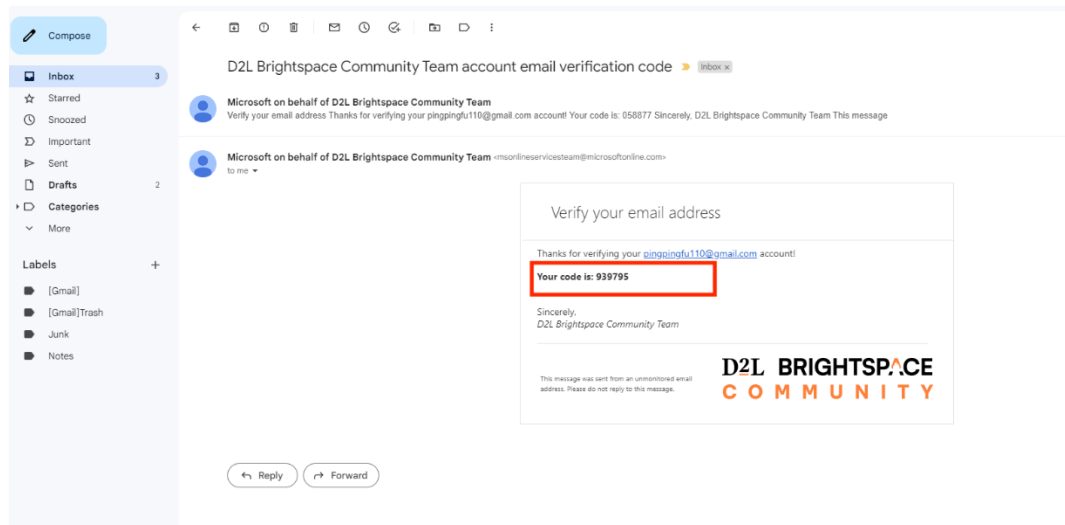 Compose
Inbox 3
Starred
Snoozed
Important
Sent
Drafts 2
Categories
More
Labels +
[Gmail]
[Gmail]Trash
Junk
Notes
D2L Brightspace Community Team account email verification code Inbox x
Microsoft on behalf of D2L Brightspace Community Team
Verify your email address Thanks for verifying your pingpingfu110@gmail.com account! Your code is: 058877 Sincerely, D2L Brightspace Community Team This message
Microsoft on behalf of D2L Brightspace Community Team <msonlineservicesteam@microsoftonline.com>
to me
Verify your email address
Thanks for verifying your pingpingfu110@gmail.com account!
Your code is: 939795
Sincerely,
D2L Brightspace Community Team
This message was sent from an unmonitored email
address. Please do not reply to this message.
D2L BRIGHTSPACE
COMMUNITY
Reply
Forward